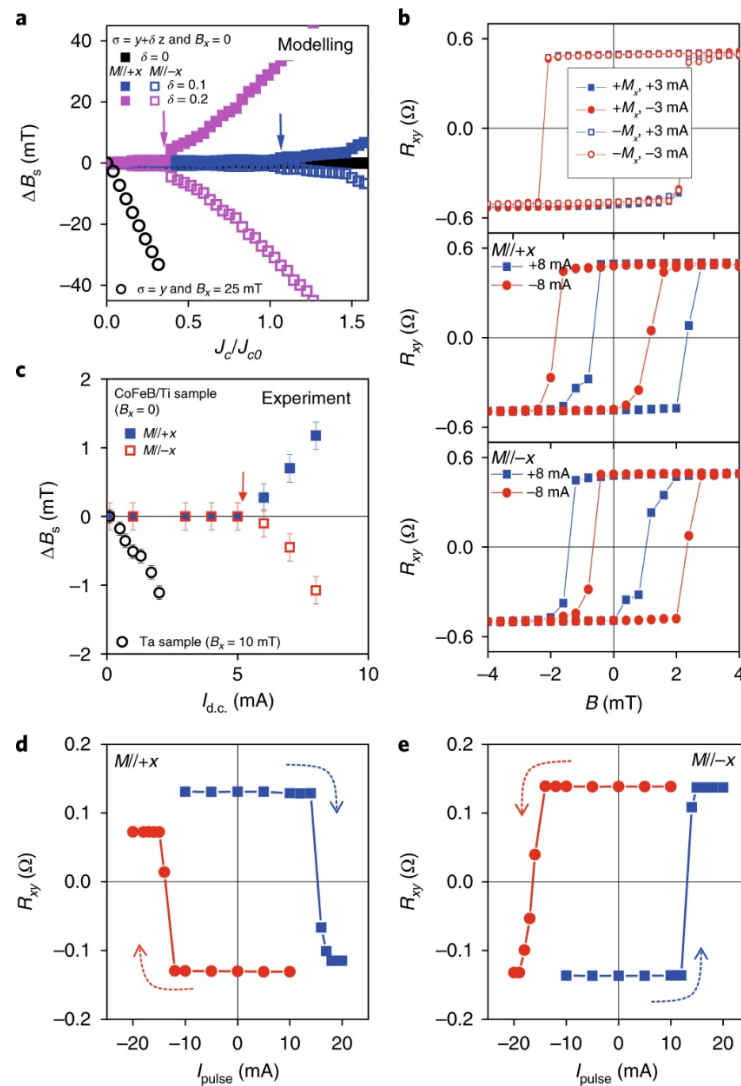 a
σ = y+δ z and Bx = 0
Modelling
δ = 0
M//+x M//−x
δ = 0.1
δ = 0.2
σ = y and Bx = 25 mT
40
20
0
−20
−40
ΔBs (mT)
0.0 0.5 1.0 1.5
Jc/Jc0
b
+Mx, +3 mA
+Mx, −3 mA
−Mx, +3 mA
−Mx, −3 mA
0.6
0.0
−0.6
Rxy (Ω)
M//+x
+8 mA
−8 mA
0.6
0.0
−0.6
Rxy (Ω)
M//−x
+8 mA
−8 mA
0.6
0.0
−0.6
Rxy (Ω)
−4 −2 0 2 4
B (mT)
c
CoFeB/Ti sample
(Bx = 0)
Experiment
M//+x
M//−x
Ta sample (Bx = 10 mT)
2
1
0
−1
−2
ΔBs (mT)
0 2 4 6 8 10
Id.c. (mA)
d
M//+x
0.2
0.1
0.0
−0.1
−0.2
Rxy (Ω)
−20 −10 0 10 20
Ipulse (mA)
e
M//−x
0.2
0.1
0.0
−0.1
−0.2
Rxy (Ω)
−20 −10 0 10 20
Ipulse (mA)